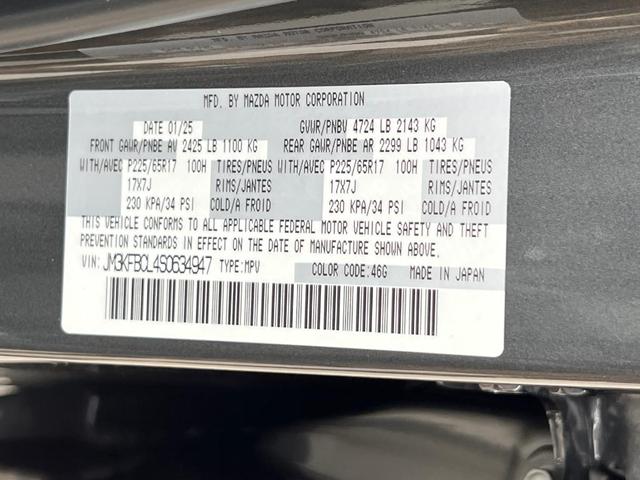 MFD. BY MAZDA MOTOR CORPORATION
DATE 01/25 GVWR/PNBV 4724 LB 2143 KG
FRONT GAWR/PNBE AV 2425 LB 1100 KG REAR GAWR/PNBE AR 2299 LB 1043 KG
WITH/AVEC P225/65R17 100H TIRES/PNEUS WITH/AVEC P225/65R17 100H TIRES/PNEUS
17X7J RIMS/JANTES 17X7J RIMS/JANTES
230 KPA/34 PSI COLD/A FROID 230 KPA/34 PSI COLD/A FROID
THIS VEHICLE CONFORMS TO ALL APPLICABLE FEDERAL MOTOR VEHICLE SAFETY AND THEFT
PREVENTION STANDARDS IN EFFECT ON THE DATE OF MANUFACTURE SHOWN ABOVE.
VIN: JM3KFBCL4S0634947 TYPE: MPV COLOR CODE: 46G MADE IN JAPAN